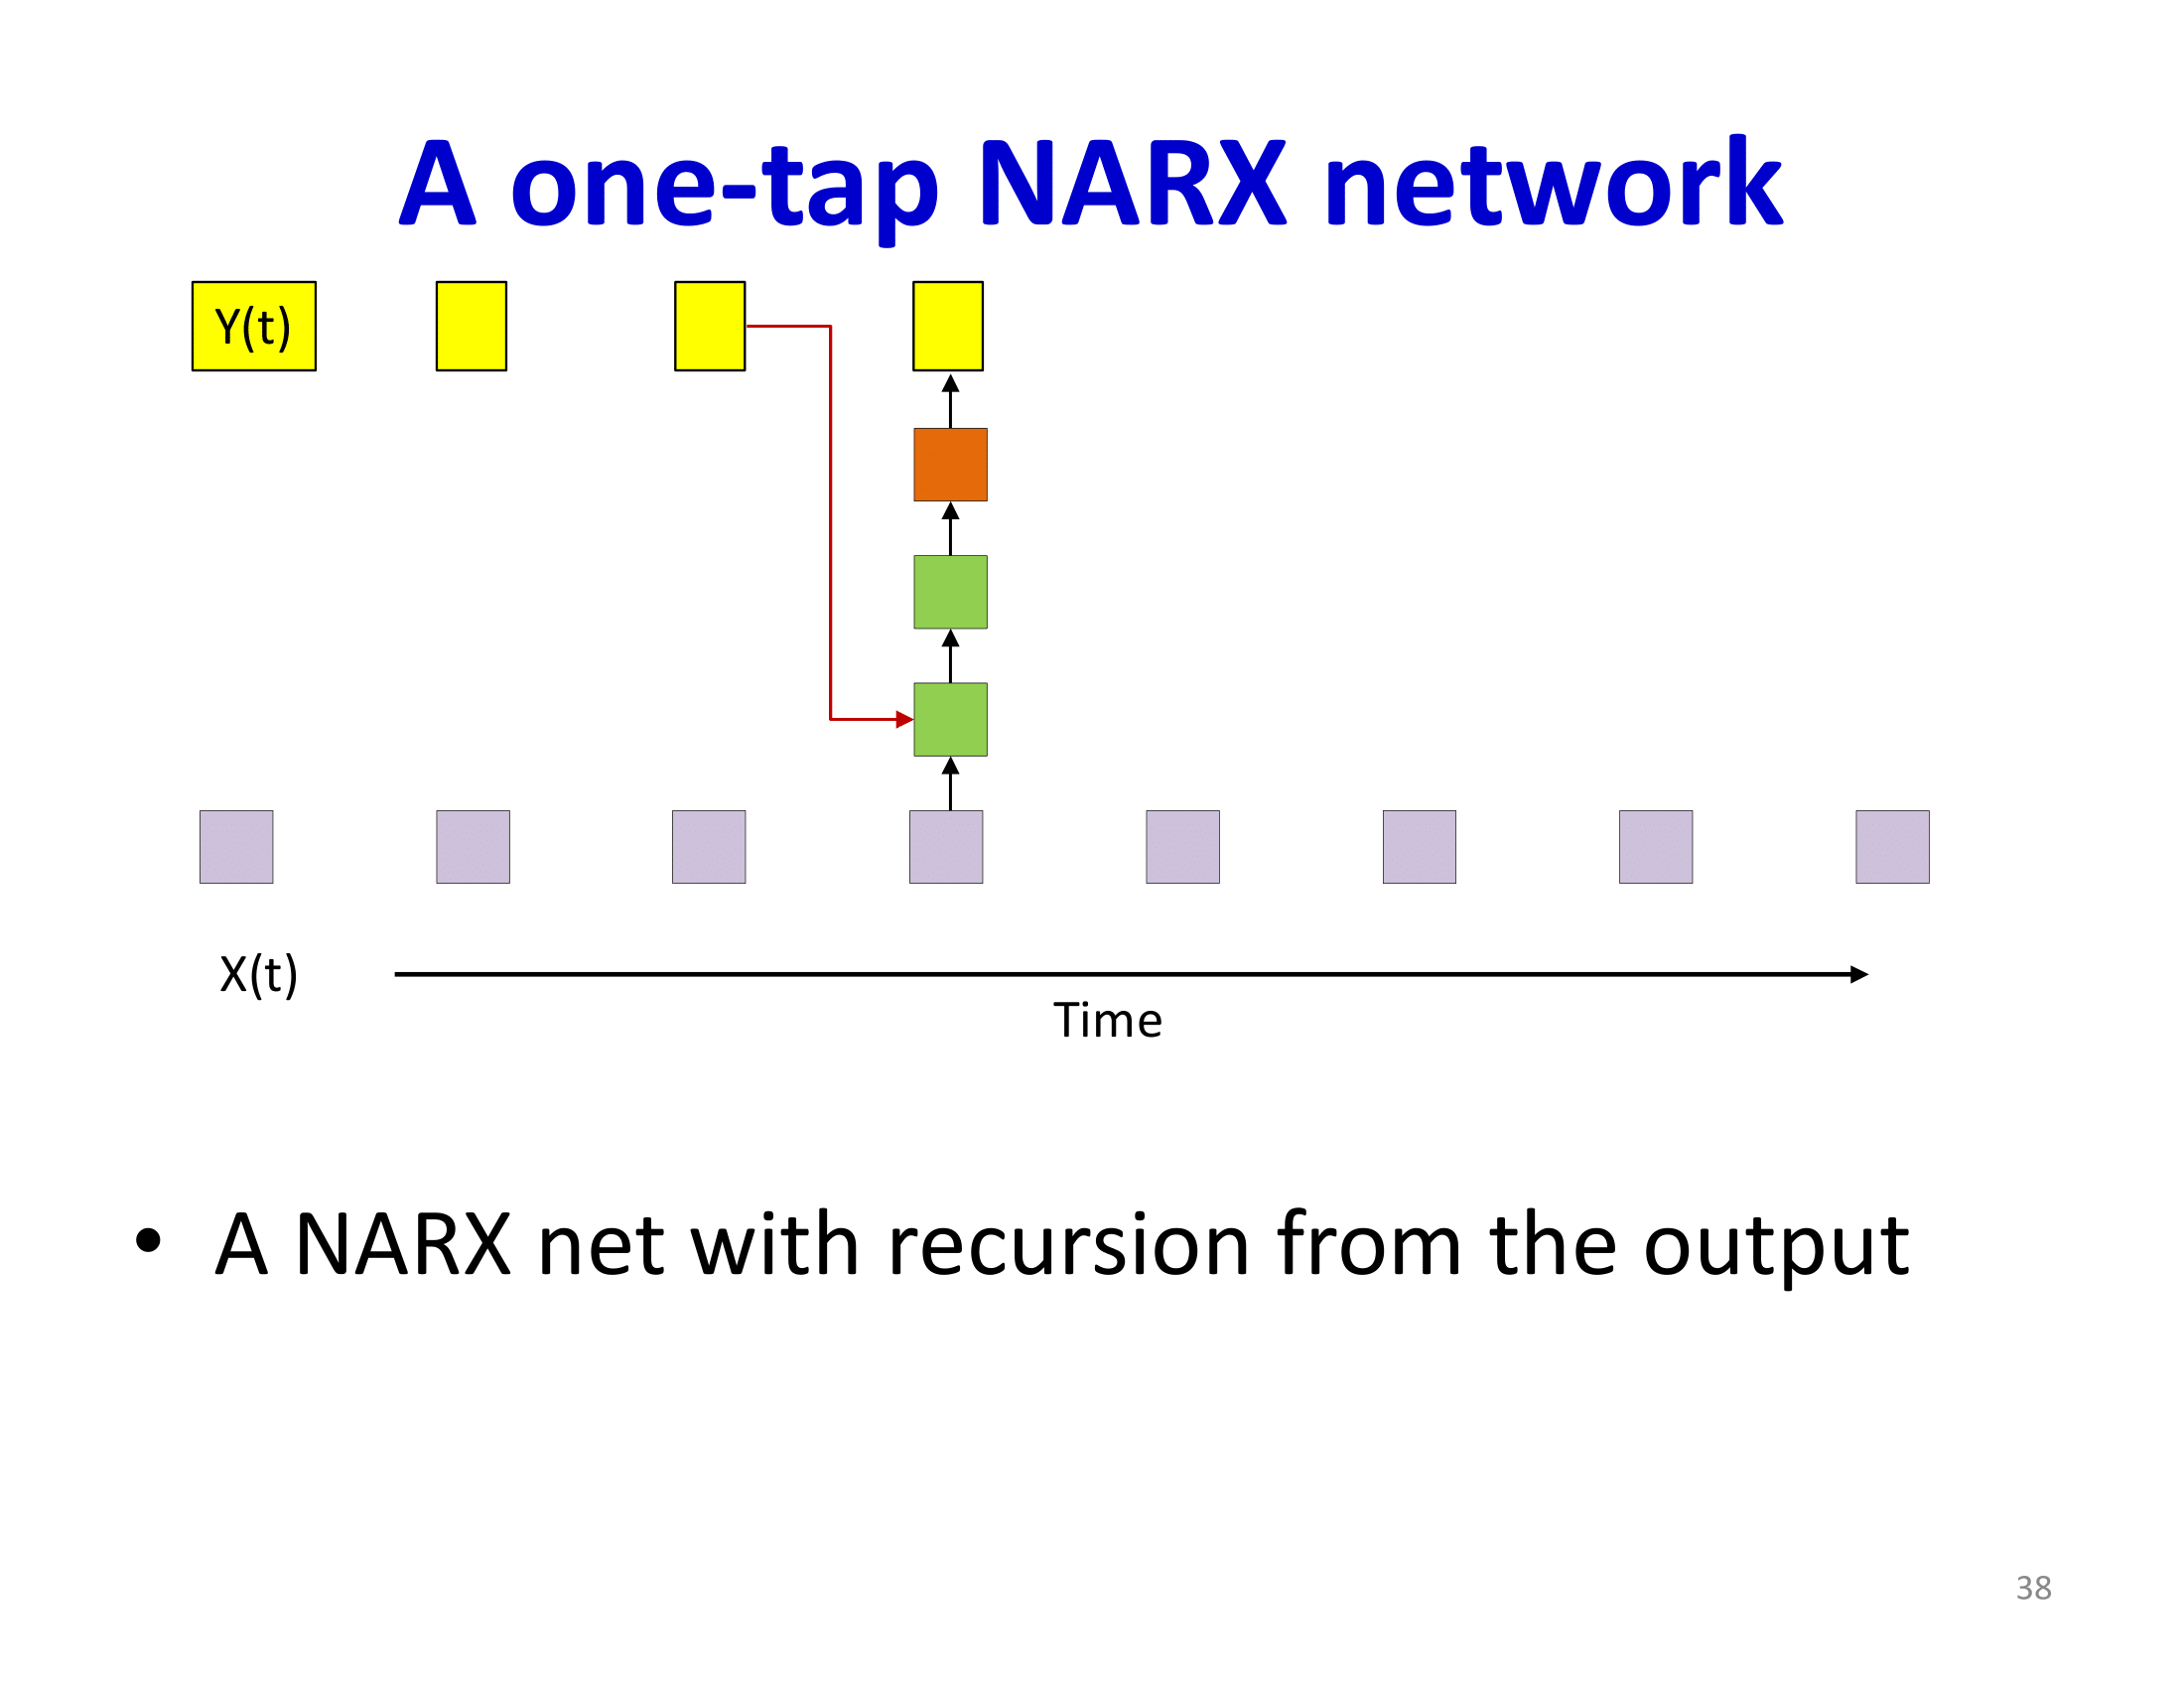 A one-tap NARX network
Y(t)
X(t)
Time
• A NARX net with recursion from the output
38